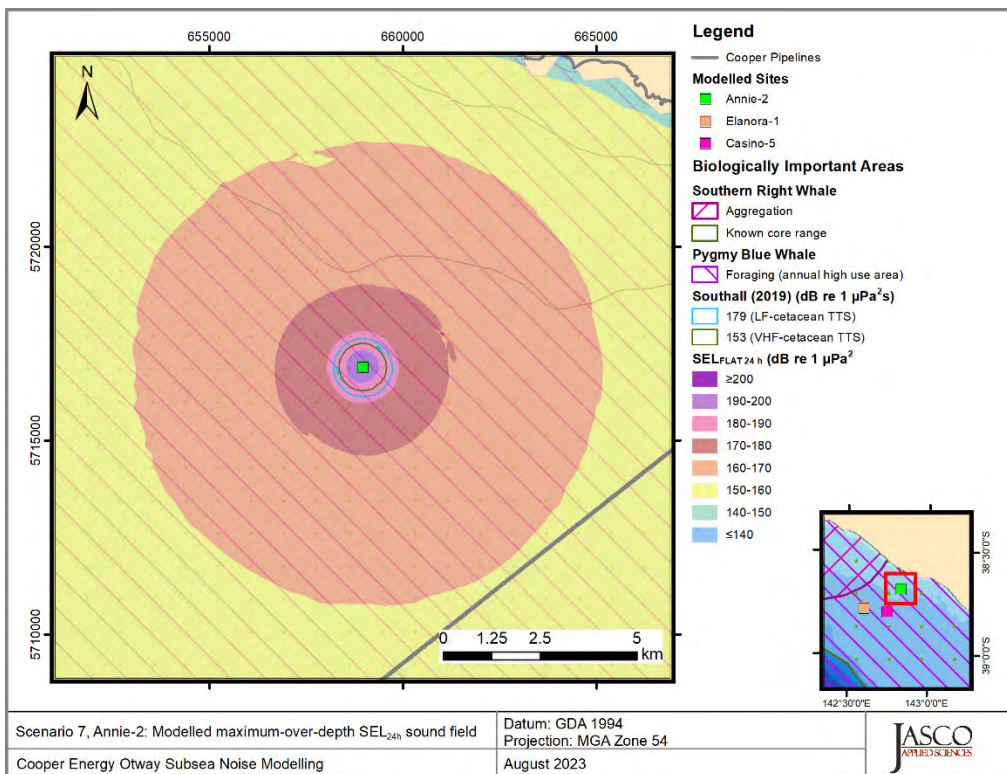 655000
660000
665000
N
5720000
5715000
5710000
0
1.25
2.5
5
km
Legend
Cooper Pipelines
Modelled Sites
Annie-2
Elanora-1
Casino-5
Biologically Important Areas
Southern Right Whale
Aggregation
Known core range
Pygmy Blue Whale
Foraging (annual high use area)
Southall (2019) (dB re 1 µPa²s)
179 (LF-cetacean TTS)
153 (VHF-cetacean TTS)
SEL FLAT 24 h (dB re 1 µPa²
≥200
190-200
180-190
170-180
160-170
150-160
140-150
≤140
38°30'0"S
39°0'0"S
142°30'0"E
143°0'0"E
Scenario 7, Annie-2: Modelled maximum-over-depth SEL24h sound field
Cooper Energy Otway Subsea Noise Modelling
Datum: GDA 1994
Projection: MGA Zone 54
August 2023
JASCO
APPLIED SCIENCES